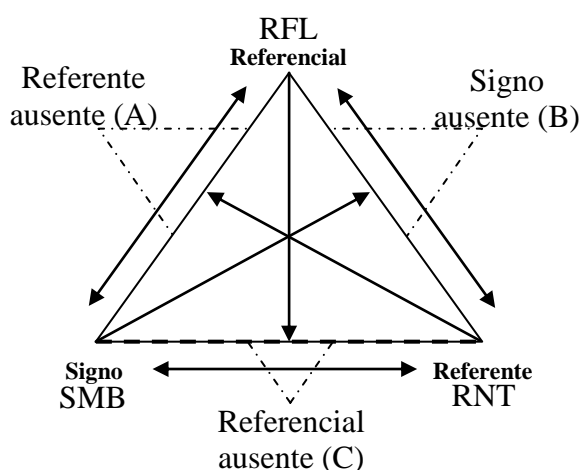 RFL
Referencial
Referente
ausente (A)
Signo
ausente (B)
Signo
SMB
Referente
RNT
Referencial
ausente (C)